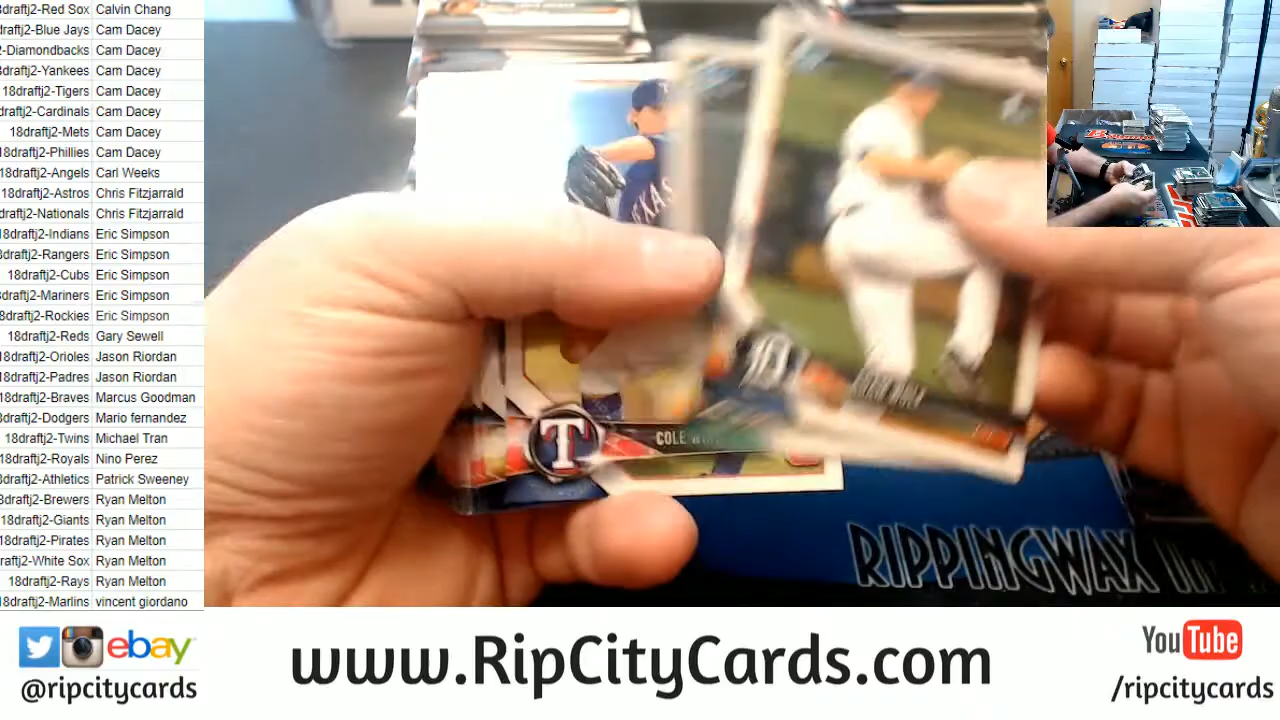 draftj2-Red Sox Calvin Chang
draftj2-Blue Jays Cam Dacey
2-Diamondbacks Cam Dacey
draftj2-Yankees Cam Dacey
18draftj2-Tigers Cam Dacey
draftj2-Cardinals Cam Dacey
18draftj2-Mets Cam Dacey
draftj2-Phillies Cam Dacey
18draftj2-Angels Carl Weeks
18draftj2-Astros Chris Fitzjarrald
draftj2-Nationals Chris Fitzjarrald
18draftj2-Indians Eric Simpson
draftj2-Rangers Eric Simpson
18draftj2-Cubs Eric Simpson
draftj2-Mariners Eric Simpson
18draftj2-Rockies Eric Simpson
18draftj2-Reds Gary Sewell
18draftj2-Orioles Jason Riordan
18draftj2-Padres Jason Riordan
18draftj2-Braves Marcus Goodman
draftj2-Dodgers Mario fernandez
18draftj2-Twins Michael Tran
18draftj2-Royals Nino Perez
draftj2-Athletics Patrick Sweeney
18draftj2-Brewers Ryan Melton
18draftj2-Giants Ryan Melton
18draftj2-Pirates Ryan Melton
draftj2-White Sox Ryan Melton
18draftj2-Rays Ryan Melton
18draftj2-Marlins vincent giordano
T
TEXAS
T
COLE
RIPPINGWAX
ebay
@ripcitycards
www.RipCityCards.com
YouTube
/ripcitycards